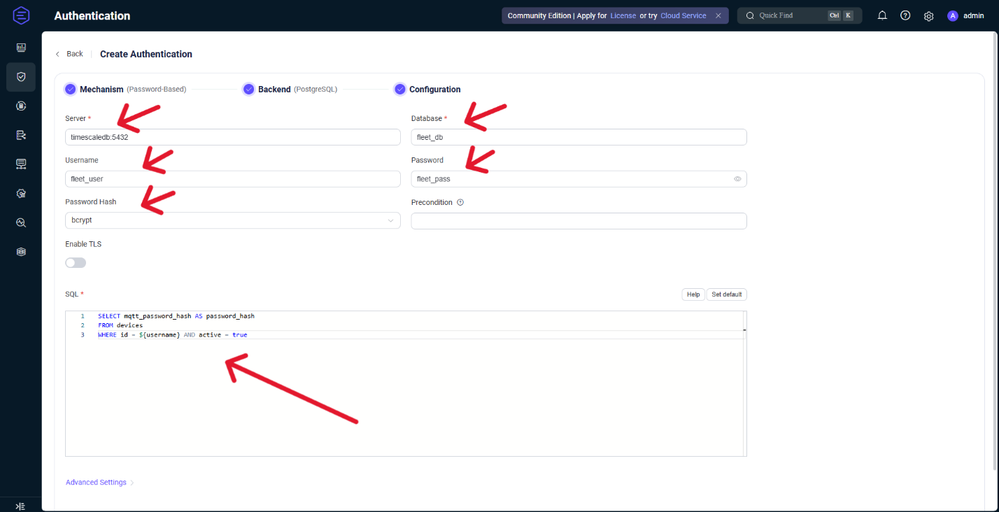 Authentication
Community Edition | Apply for License or try Cloud Service
Quick Find
Ctrl K
A admin
Back
Create Authentication
Mechanism (Password-Based)
Backend (PostgreSQL)
Configuration
Server *
Database *
timescaledb:5432
fleet_db
Username
Password
fleet_user
fleet_pass
Password Hash
Precondition
bcrypt
Enable TLS
SQL *
Help
Set default
1 SELECT mqtt_password_hash AS password_hash
2 FROM devices
3 WHERE id = ${username} AND active = true
Advanced Settings